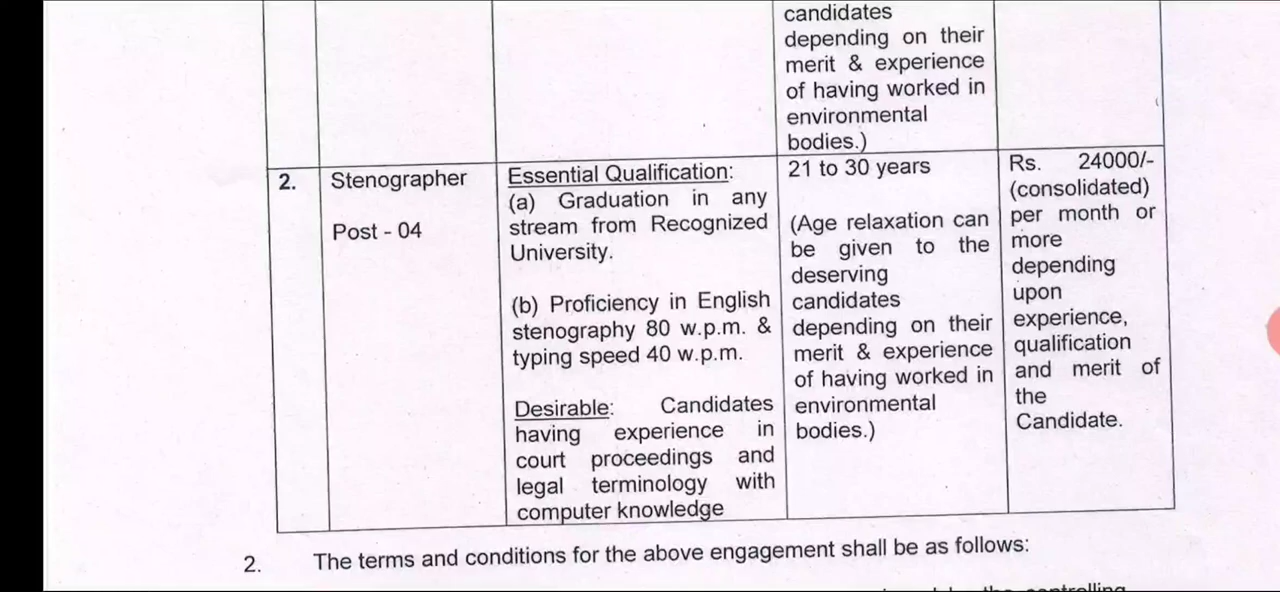 candidates
depending on their
merit & experience
of having worked in
environmental
bodies.)
2.
Stenographer
Post - 04
Essential Qualification:
(a) Graduation in any
stream from Recognized
University.
(b) Proficiency in English
stenography 80 w.p.m. &
typing speed 40 w.p.m.
Desirable: Candidates
having experience in
court proceedings and
legal terminology with
computer knowledge
21 to 30 years
(Age relaxation can
be given to the
deserving
candidates
depending on their
merit & experience
of having worked in
environmental
bodies.)
Rs. 24000/-
(consolidated)
per month or
more
depending
upon
experience,
qualification
and merit of
the
Candidate.
2. The terms and conditions for the above engagement shall be as follows:
the controlling